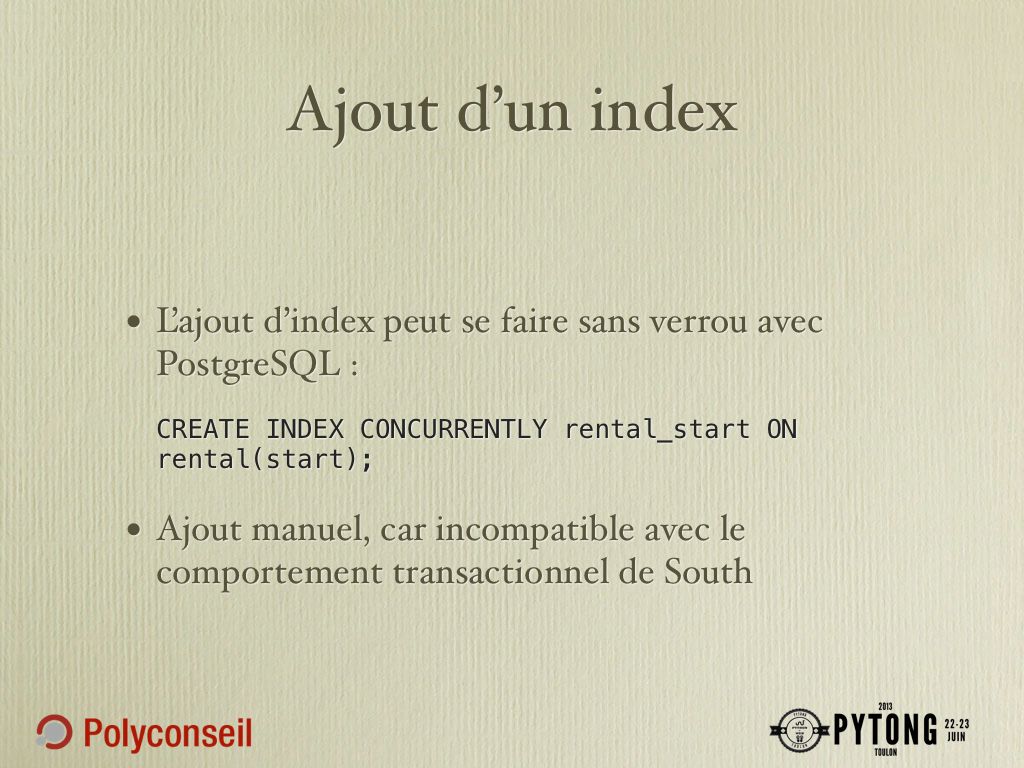 Ajout d’un index
• L’ajout d’index peut se faire sans verrou avec
PostgreSQL :
CREATE INDEX CONCURRENTLY rental_start ON
rental(start);
• Ajout manuel, car incompatible avec le
comportement transactionnel de South
Polyconseil
2013
PYTONG
TOULON
22-23
JUIN